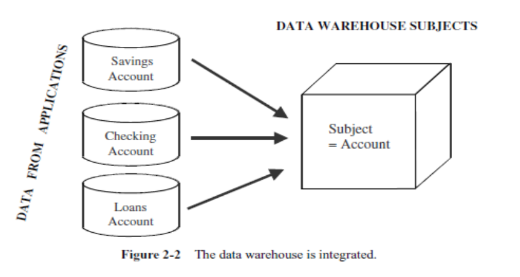 DATA WAREHOUSE SUBJECTS
DATA FROM APPLICATIONS
Savings
Account
Checking
Account
Loans
Account
Subject
= Account
Figure 2-2 The data warehouse is integrated.